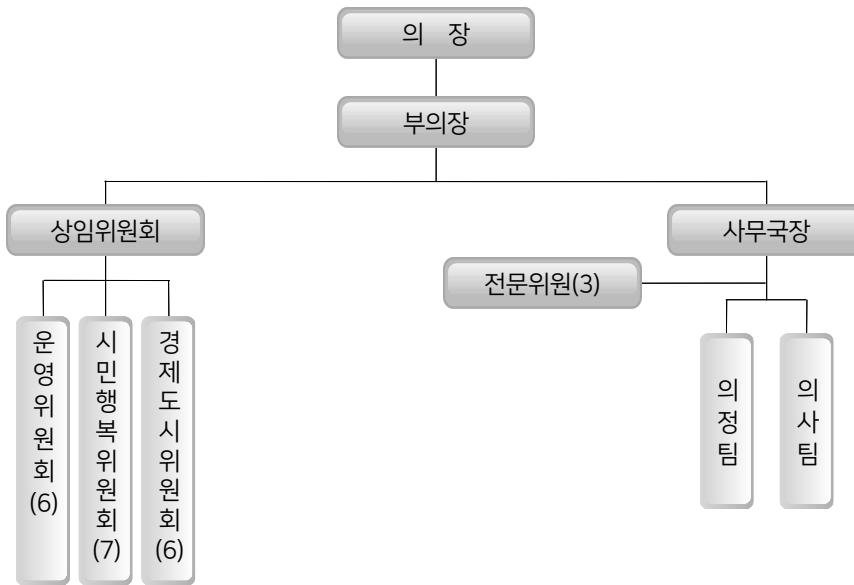 의 장
부의장
상임위원회
사무국장
전문위원(3)
운영위원회(6)
시민행복위원회(7)
경제도시위원회(6)
의정팀
의사팀